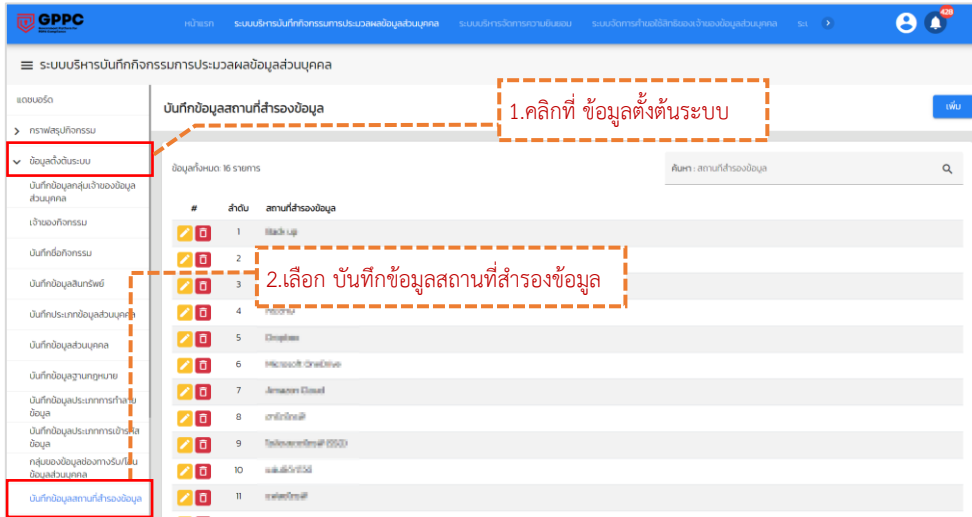 GPPC
หน้าแรก ระบบบริหารบันทึกกิจกรรมการประมวลผลข้อมูลส่วนบุคคล ระบบบริหารจัดการความยินยอม ระบบจัดการคำขอใช้สิทธิของเจ้าของข้อมูลส่วนบุคคล
428
ระบบบริหารบันทึกกิจกรรมการประมวลผลข้อมูลส่วนบุคคล
แดชบอร์ด
กราฟสรุปกิจกรรม
ข้อมูลตั้งต้นระบบ
บันทึกข้อมูลกลุ่มเจ้าของข้อมูล
ส่วนบุคคล
เจ้าของกิจกรรม
บันทึกชื่อกิจกรรม
บันทึกข้อมูลสินทรัพย์
บันทึกประเภทข้อมูลส่วนบุคคล
บันทึกข้อมูลส่วนบุคคล
บันทึกข้อมูลฐานกฎหมาย
บันทึกข้อมูลประเภทการทำลาย
ข้อมูล
บันทึกข้อมูลประเภทการเข้ารหัส
ข้อมูล
กลุ่มของข้อมูลช่องทางรับ/โอน
ข้อมูลส่วนบุคคล
บันทึกข้อมูลสถานที่สำรองข้อมูล
บันทึกข้อมูลสถานที่สำรองข้อมูล
1.คลิกที่ ข้อมูลตั้งต้นระบบ
เพิ่ม
ข้อมูลทั้งหมด: 16 รายการ
ค้นหา : สถานที่สำรองข้อมูล
# ลำดับ สถานที่สำรองข้อมูล
1 Back up
2
2.เลือก บันทึกข้อมูลสถานที่สำรองข้อมูล
3
4
5 Dropbox
6 Microsoft OneDrive
7 Amazon Cloud
8
9
10
11